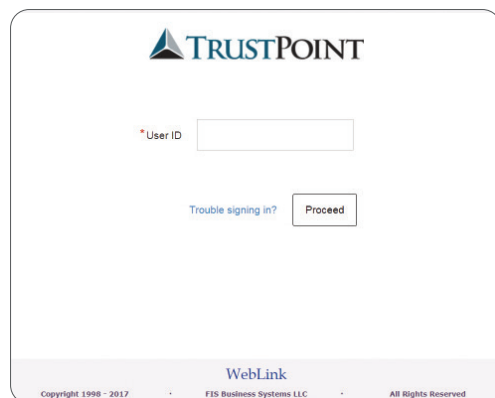 TRUSTPOINT
*User ID
Trouble signing in? Proceed
WebLink
Copyright 1998 - 2017 · FIS Business Systems LLC · All Rights Reserved